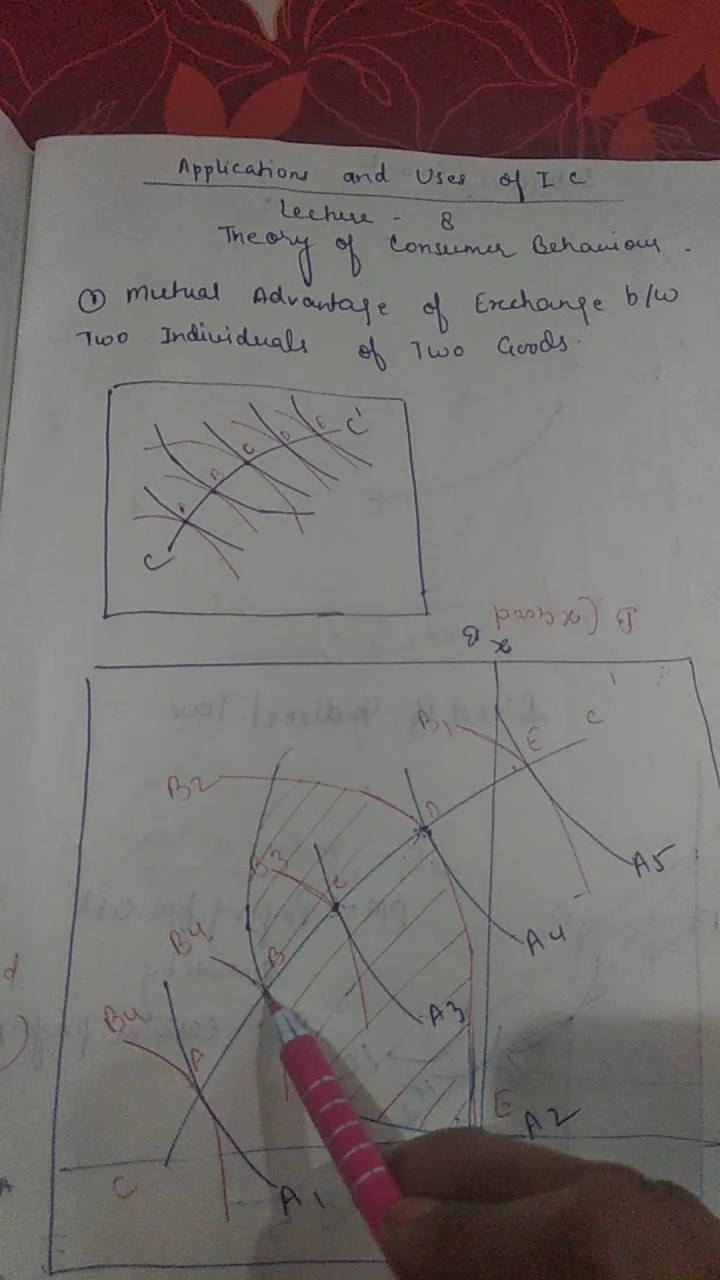 Applications and Uses of I C
Lecture - 8
Theory of Consumer Behaviour.
① Mutual Advantage of Exchange b/w
Two Individuals of Two Goods.
E C'
D
C
B
A
C
B (x Good
x
B1 E C
B2 D
A5
B3 C
A4
B4 B
A3
B4 A
E A2
C A1